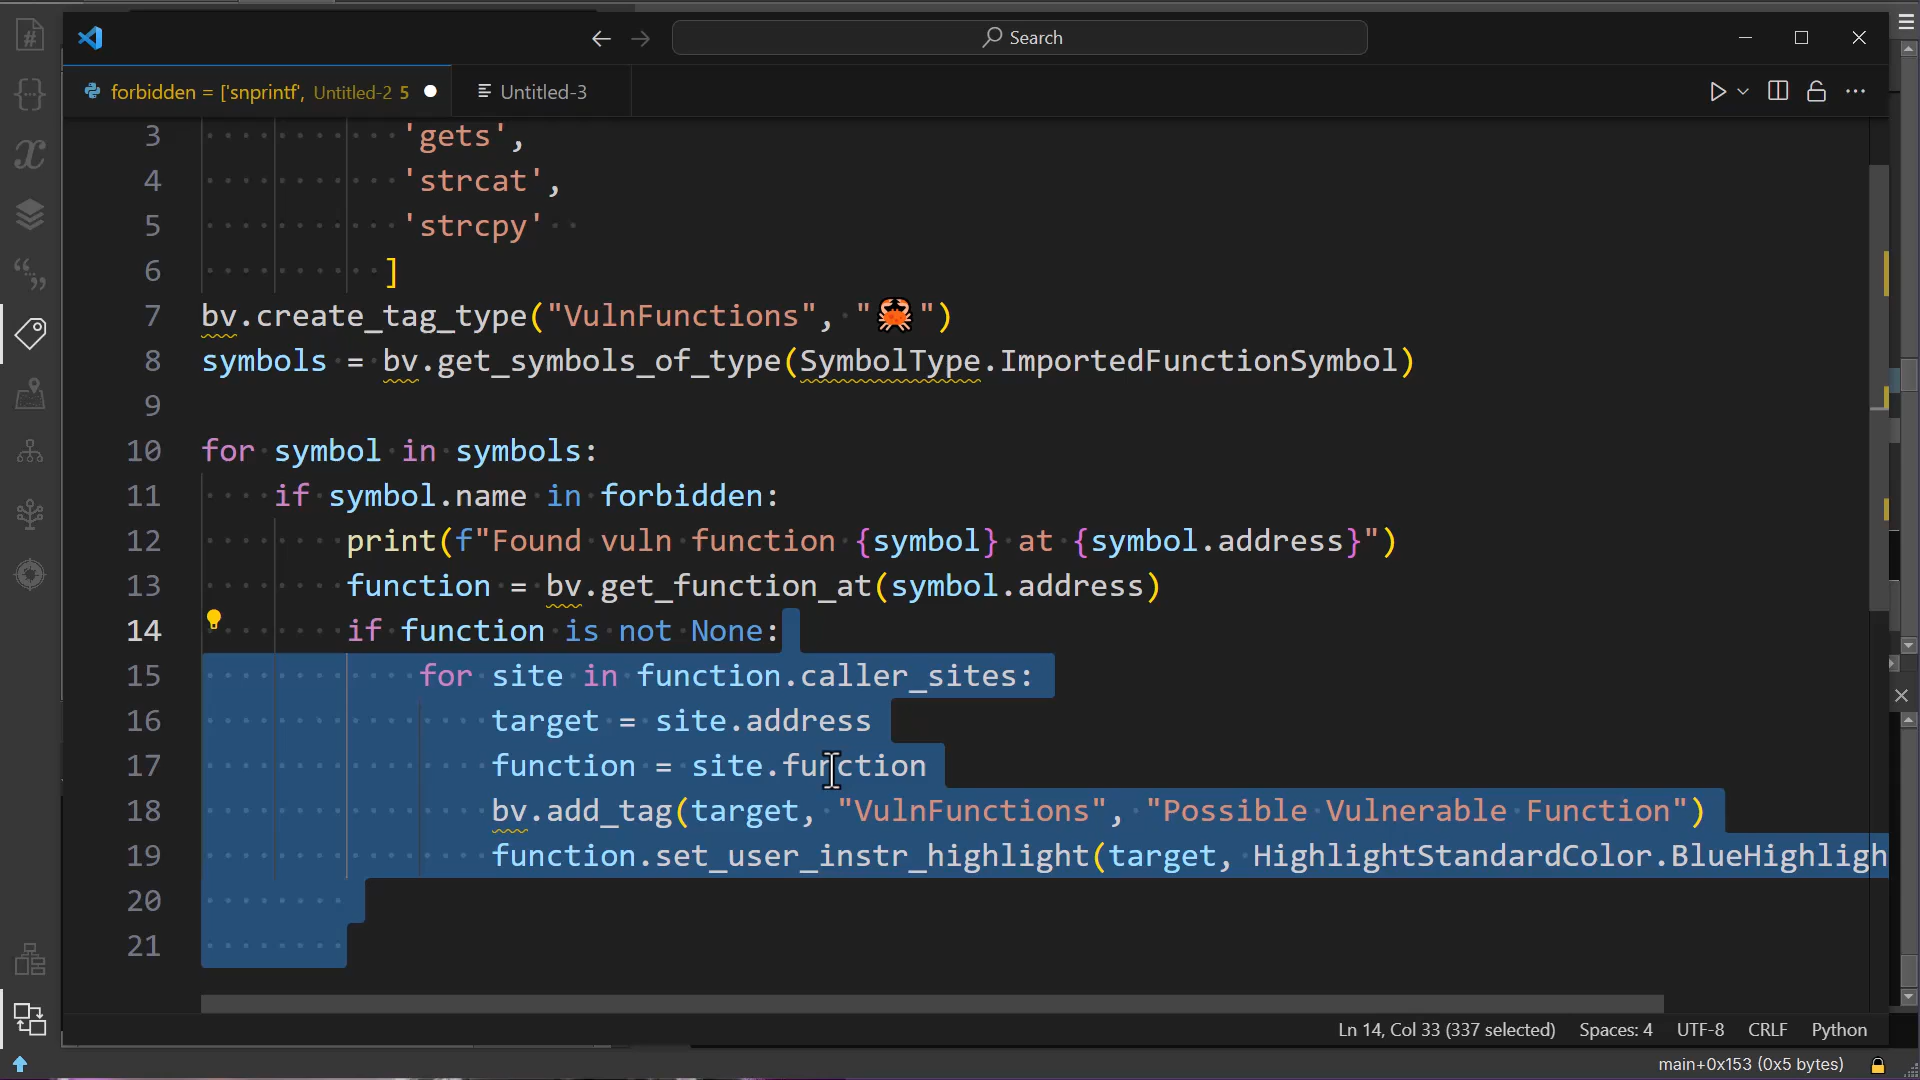 Search
forbidden = ['snprintf', Untitled-2 5
Untitled-3
3 'gets',
4 'strcat',
5 'strcpy'
6 ]
7 bv.create_tag_type("VulnFunctions", "🦀")
8 symbols = bv.get_symbols_of_type(SymbolType.ImportedFunctionSymbol)
9
10 for symbol in symbols:
11 if symbol.name in forbidden:
12 print(f"Found vuln function {symbol} at {symbol.address}")
13 function = bv.get_function_at(symbol.address)
14 if function is not None:
15 for site in function.caller_sites:
16 target = site.address
17 function = site.function
18 bv.add_tag(target, "VulnFunctions", "Possible Vulnerable Function")
19 function.set_user_instr_highlight(target, HighlightStandardColor.BlueHighligh
20
21
Ln 14, Col 33 (337 selected) Spaces: 4 UTF-8 CRLF Python
main+0x153 (0x5 bytes)